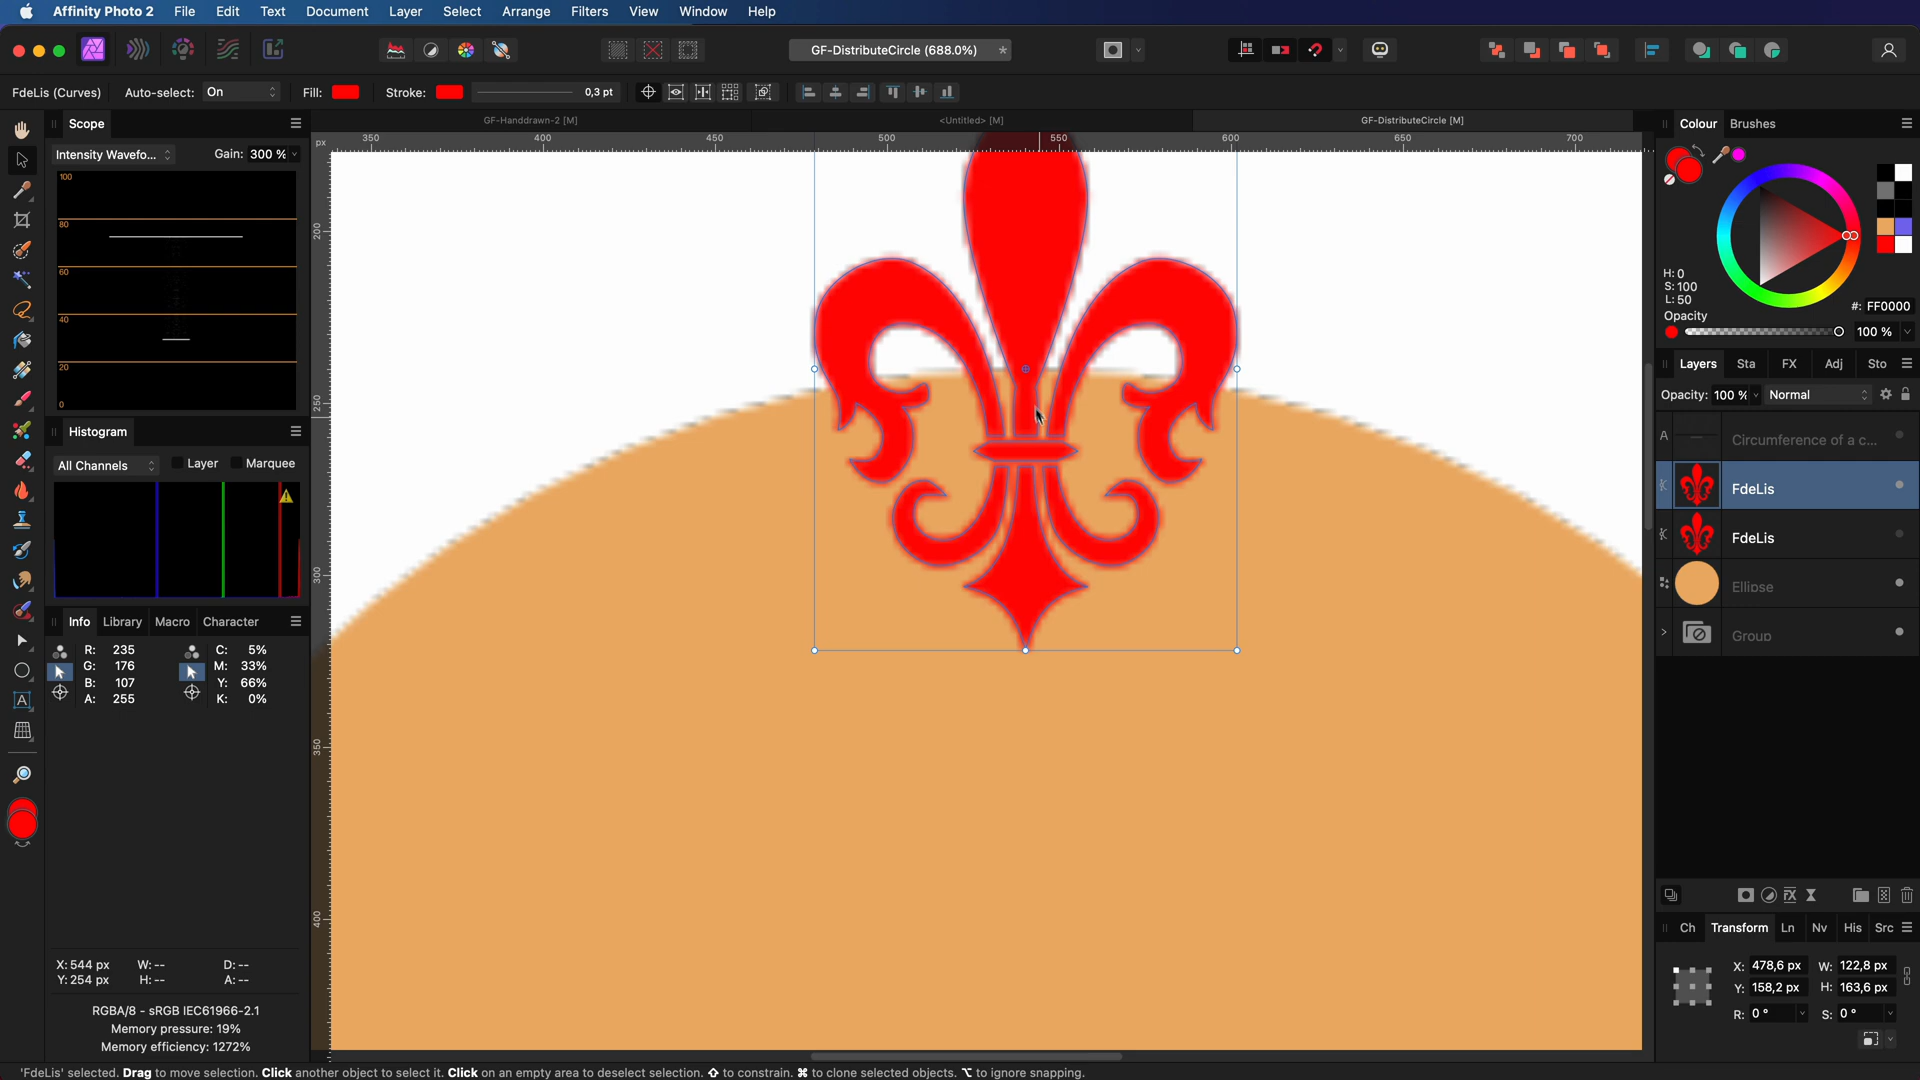 Affinity Photo 2 File Edit Text Document Layer Select Arrange Filters View Window Help
GF-DistributeCircle (688.0%) *
FdeLis (Curves) Auto-select: On Fill: Stroke: 0,3 pt
GF-Handdrawn-2 [M] <Untitled> [M] GF-DistributeCircle [M]
px 350 400 450 500 550 600 650 700
200
250
300
350
400
Scope
Intensity Wavefo... Gain: 300 %
100
80
60
40
20
0
Histogram
All Channels Layer Marquee
Info Library Macro Character
R: 235 C: 5%
G: 176 M: 33%
B: 107 Y: 66%
A: 255 K: 0%
X: 544 px W: -- D: --
Y: 254 px H: -- A: --
RGBA/8 - sRGB IEC61966-2.1
Memory pressure: 19%
Memory efficiency: 1272%
Colour Brushes
H: 0
S: 100
L: 50
#: FF0000
Opacity
100 %
Layers Sta FX Adj Sto
Opacity: 100 % Normal
A Circumference of a c...
FdeLis
FdeLis
Ellipse
Group
Ch Transform Ln Nv His Src
X: 478,6 px W: 122,8 px
Y: 158,2 px H: 163,6 px
R: 0 ° S: 0 °
'FdeLis' selected. Drag to move selection. Click another object to select it. Click on an empty area to deselect selection. ⇧ to constrain. ⌘ to clone selected objects. ⌥ to ignore snapping.